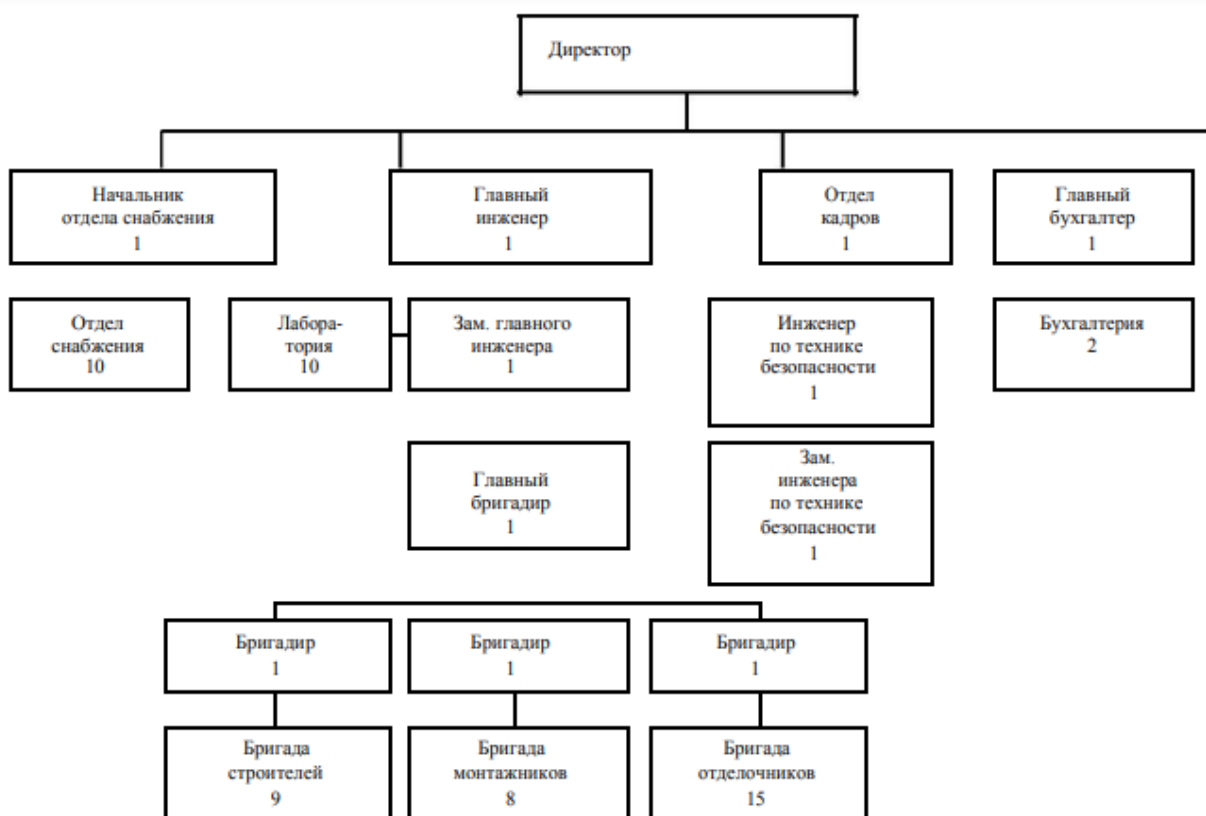 Директор
Начальник
отдела снабжения
1
Главный
инженер
1
Отдел
кадров
1
Главный
бухгалтер
1
Отдел
снабжения
10
Лабора-
тория
10
Зам. главного
инженера
1
Инженер
по технике
безопасности
1
Бухгалтерия
2
Главный
бригадир
1
Зам.
инженера
по технике
безопасности
1
Бригадир
1
Бригадир
1
Бригадир
1
Бригада
строителей
9
Бригада
монтажников
8
Бригада
отделочников
15